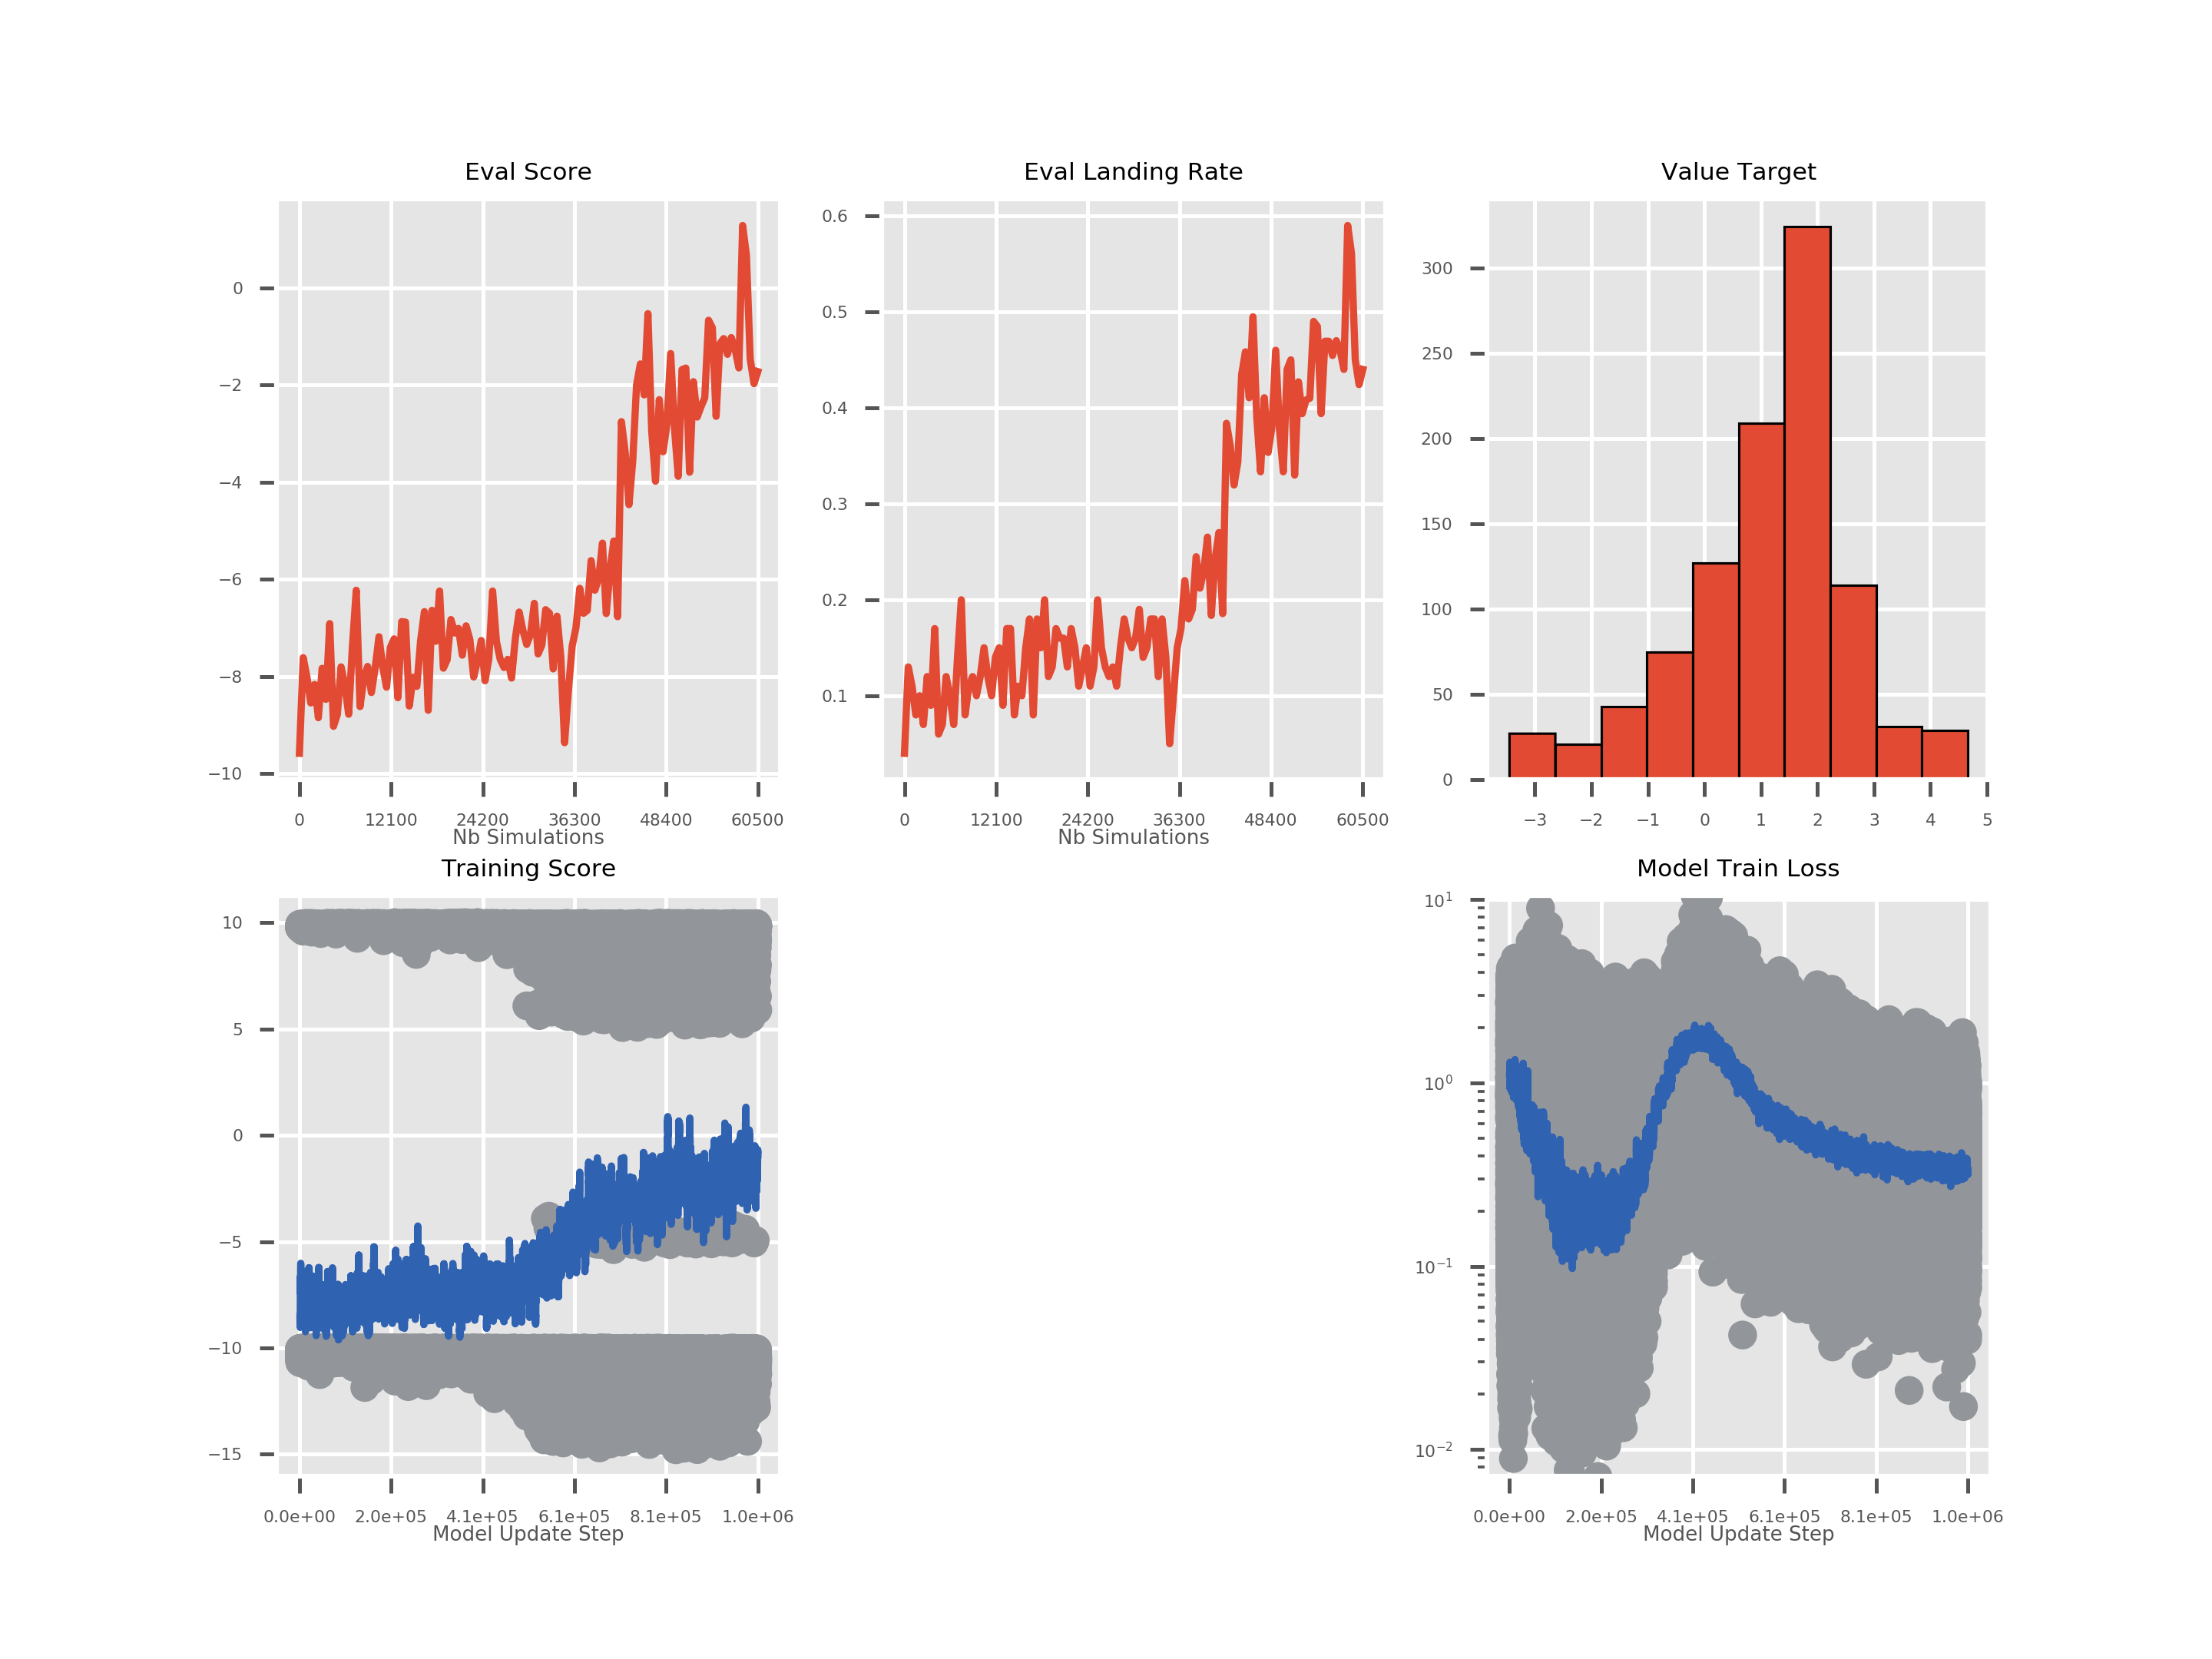 Eval Score
0
−2
−4
−6
−8
−10
0 12100 24200 36300 48400 60500
Nb Simulations
Eval Landing Rate
0.6
0.5
0.4
0.3
0.2
0.1
0 12100 24200 36300 48400 60500
Nb Simulations
Value Target
300
250
200
150
100
50
0
−3 −2 −1 0 1 2 3 4 5
Training Score
10
5
0
−5
−10
−15
0.0e+00 2.0e+05 4.1e+05 6.1e+05 8.1e+05 1.0e+06
Model Update Step
Model Train Loss
10¹
10⁰
10⁻¹
10⁻²
0.0e+00 2.0e+05 4.1e+05 6.1e+05 8.1e+05 1.0e+06
Model Update Step